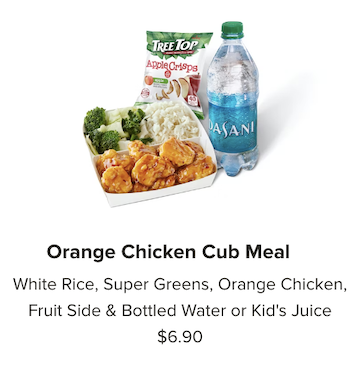 TREE TOP
Apple Crisps
DASANI
Orange Chicken Cub Meal
White Rice, Super Greens, Orange Chicken,
Fruit Side & Bottled Water or Kid's Juice
$6.90